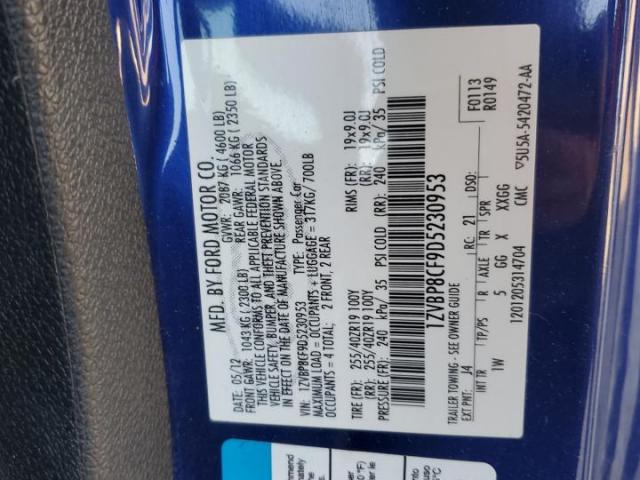 MFD. BY FORD MOTOR CO.
DATE: 05/12 GVWR: 2087 KG (4600 LB)
FRONT GAWR: 1043 KG (2300 LB) REAR GAWR: 1066 KG (2350 LB)
THIS VEHICLE CONFORMS TO ALL APPLICABLE FEDERAL MOTOR
VEHICLE SAFETY, BUMPER, AND THEFT PREVENTION STANDARDS
IN EFFECT ON THE DATE OF MANUFACTURE SHOWN ABOVE.
VIN: 1ZVBP8CF9D5230953 TYPE: Passenger Car
MAXIMUM LOAD = OCCUPANTS + LUGGAGE = 317KG/700LB
OCCUPANTS = 4 TOTAL; 2 FRONT, 2 REAR
TIRE (FR): 255/40ZR19 100Y RIMS (FR): 19x9.0J
(RR): 255/40ZR19 100Y (RR): 19x9.0J
PRESSURE (FR): 240 kPa/ 35 PSI COLD (RR): 240 kPa/ 35 PSI COLD
1ZVBP8CF9D5230953
TRAILER TOWING - SEE OWNER GUIDE
F0113
R0149
EXT PNT: J4 RC: 21 DSO:
INT TR TP/PS R AXLE TR SPR
1W 5 GG X XXGG
1201205314704 CMC ▽5U5A-5420472-AA